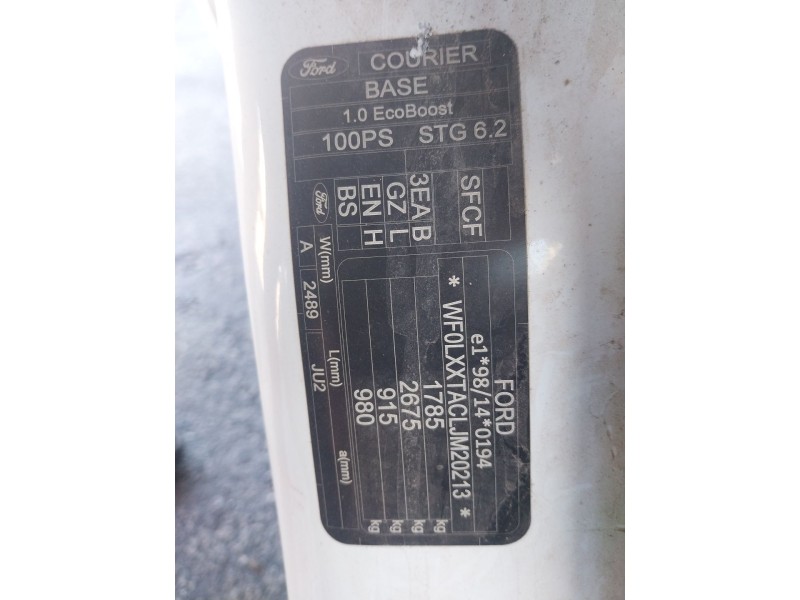 Ford COURIER
BASE
1.0 EcoBoost
100PS STG 6.2
FORD
e1*98/14*0194
* WF0LXXTACLJM20213 *
1785 kg
2675 kg
915 kg
980 kg
SFCF
3EA B
GZ L
EN H
BS
Ford
W(mm) L(mm) a(mm)
A 2489 JU2